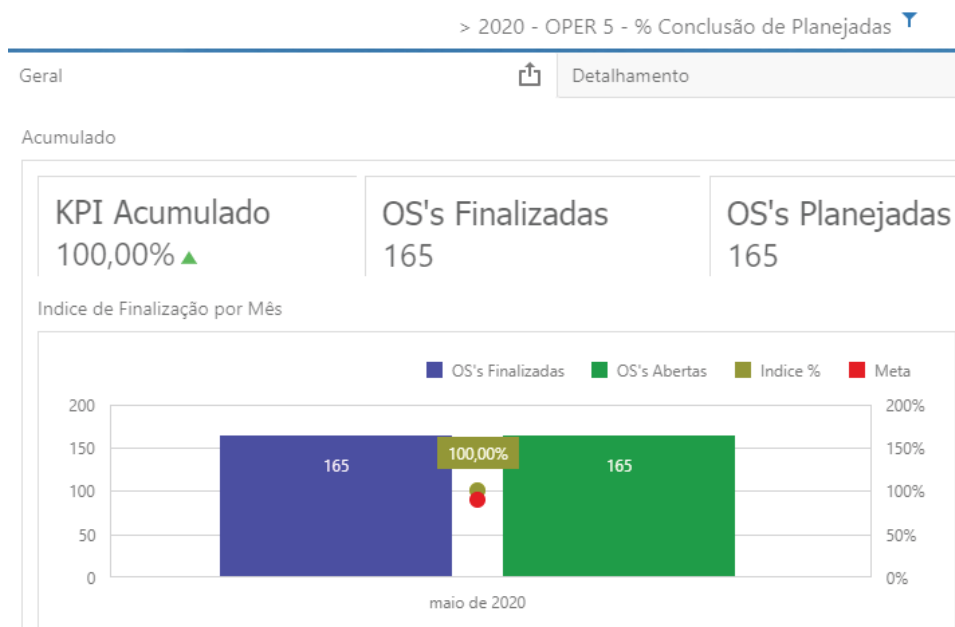 > 2020 - OPER 5 - % Conclusão de Planejadas
Geral
Detalhamento
Acumulado
KPI Acumulado
100,00%
OS's Finalizadas
165
OS's Planejadas
165
Indice de Finalização por Mês
OS's Finalizadas OS's Abertas Indice % Meta
200 200%
150 150%
100 100%
50 50%
0 0%
165 100,00% 165
maio de 2020